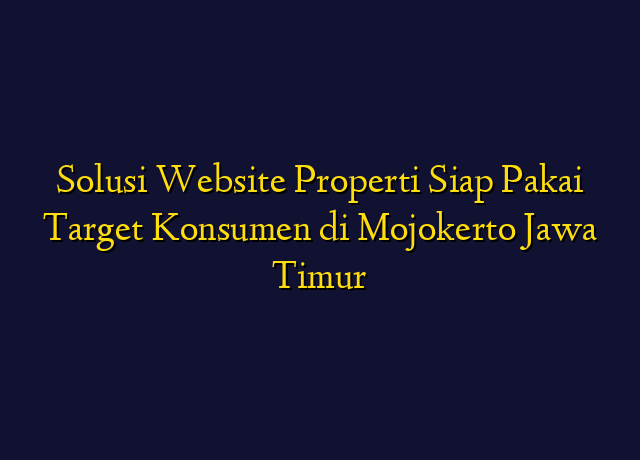 Solusi Website Properti Siap Pakai
Target Konsumen di Mojokerto Jawa
Timur